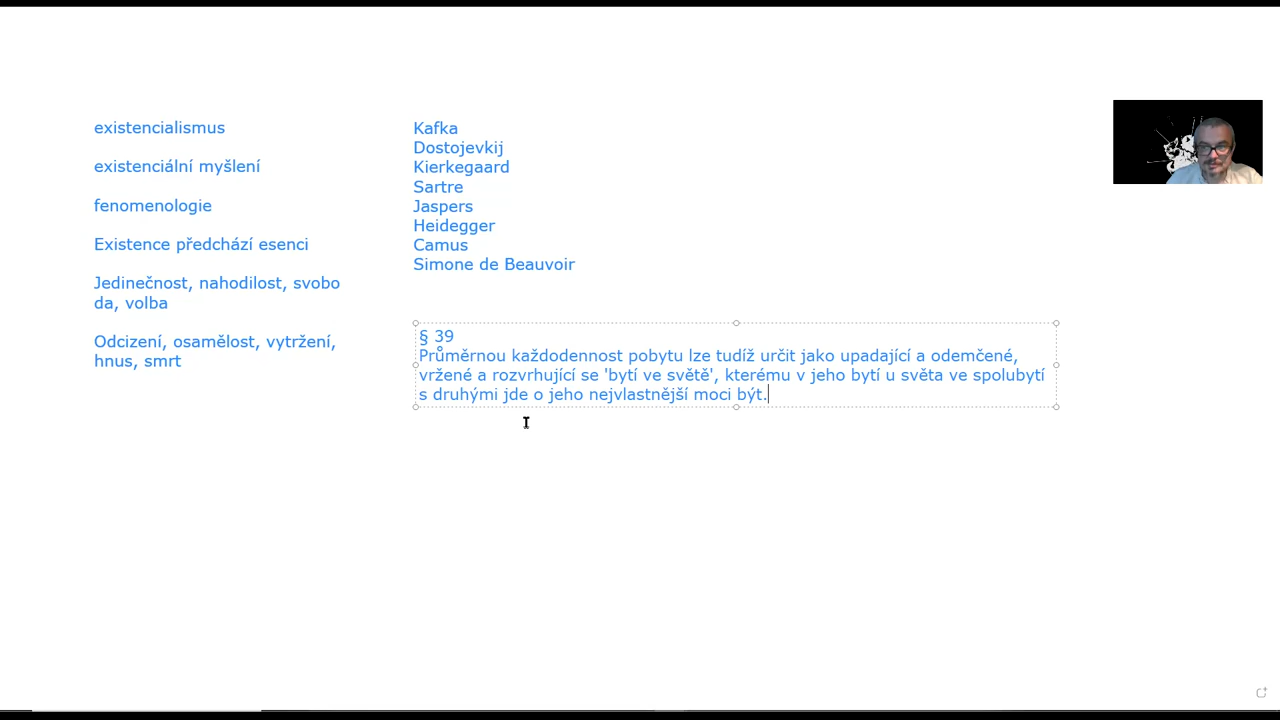 existencialismus
existenciální myšlení
fenomenologie
Existence předchází esenci
Jedinečnost, nahodilost, svobo
da, volba
Odcizení, osamělost, vytržení,
hnus, smrt
Kafka
Dostojevkij
Kierkegaard
Sartre
Jaspers
Heidegger
Camus
Simone de Beauvoir
§ 39
Průměrnou každodennost pobytu lze tudíž určit jako upadající a odemčené,
vržené a rozvrhující se 'bytí ve světě', kterému v jeho bytí u světa ve spolubytí
s druhými jde o jeho nejvlastnější moci být.